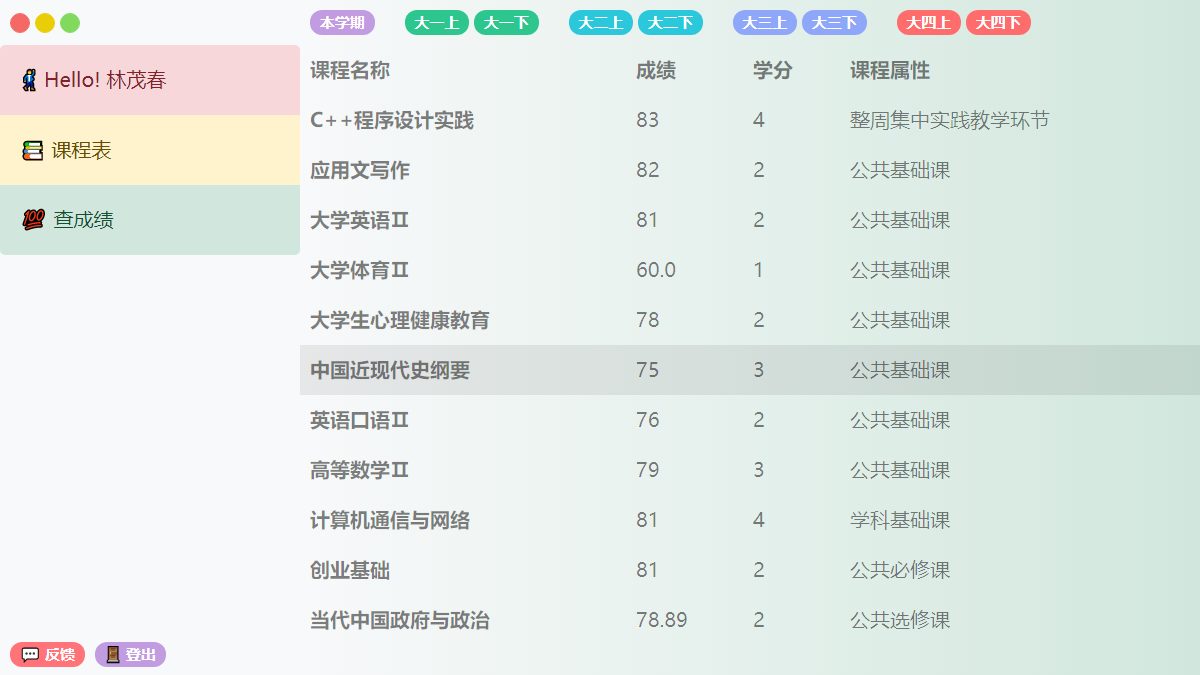 本学期 大一上 大一下 大二上 大二下 大三上 大三下 大四上 大四下
Hello! 林茂春
课程表
查成绩
课程名称 成绩 学分 课程属性
C++程序设计实践 83 4 整周集中实践教学环节
应用文写作 82 2 公共基础课
大学英语Ⅱ 81 2 公共基础课
大学体育Ⅱ 60.0 1 公共基础课
大学生心理健康教育 78 2 公共基础课
中国近现代史纲要 75 3 公共基础课
英语口语Ⅱ 76 2 公共基础课
高等数学Ⅱ 79 3 公共基础课
计算机通信与网络 81 4 学科基础课
创业基础 81 2 公共必修课
当代中国政府与政治 78.89 2 公共选修课
反馈 登出